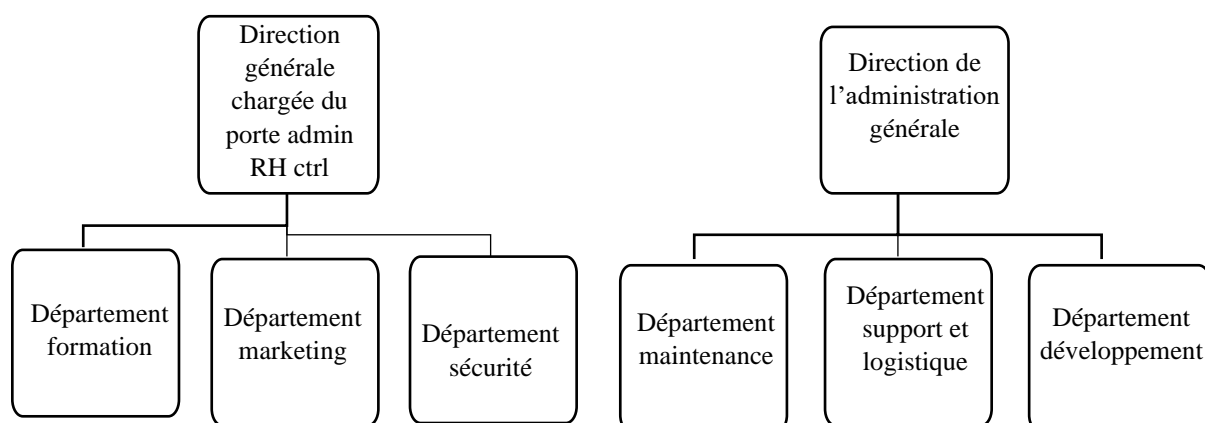 Direction
générale
chargée du
porte admin
RH ctrl
Direction de
l’administration
générale
Département
formation
Département
marketing
Département
sécurité
Département
maintenance
Département
support et
logistique
Département
développement